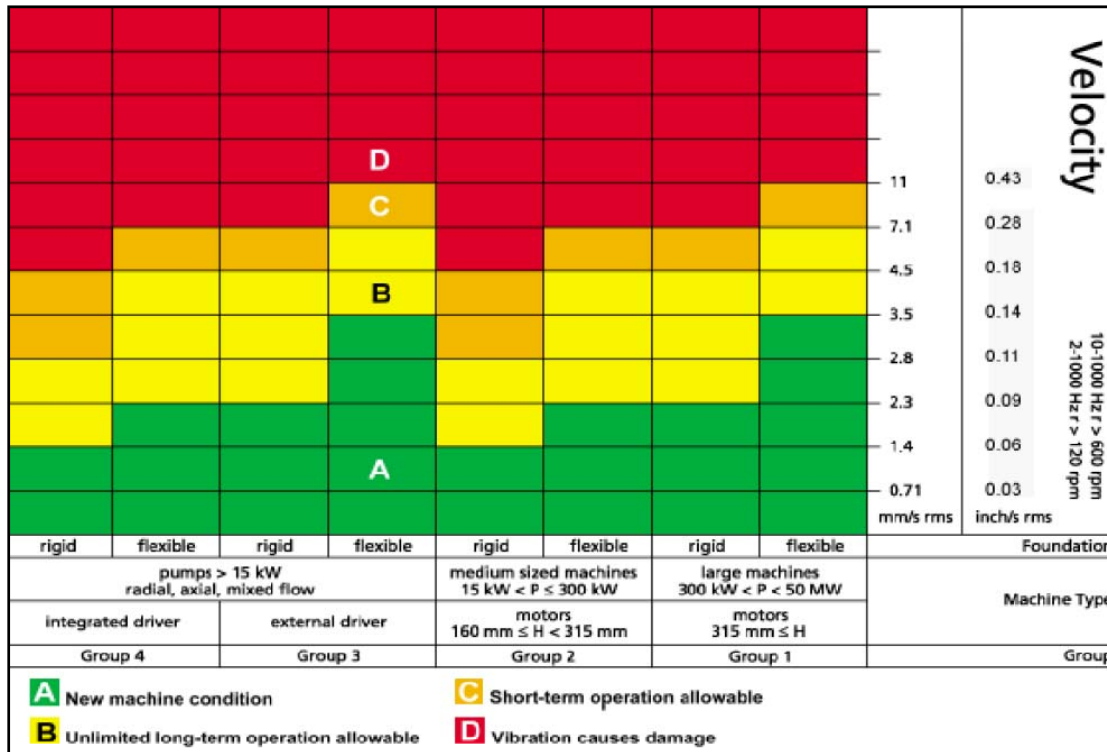 Velocity
D
11
0.43
C
7.1
0.28
4.5
0.18
B
3.5
0.14
2.8
0.11
2.3
0.09
1.4
0.06
A
0.71
0.03
10-1000 Hz r > 600 rpm
2-1000 Hz r > 120 rpm
mm/s rms
inch/s rms
rigid flexible rigid flexible rigid flexible rigid flexible Foundation
pumps > 15 kW
radial, axial, mixed flow
medium sized machines
15 kW < P ≤ 300 kW
large machines
300 kW < P < 50 MW
Machine Type
integrated driver
external driver
motors
160 mm ≤ H < 315 mm
motors
315 mm ≤ H
Group 4
Group 3
Group 2
Group 1
Group
A New machine condition
C Short-term operation allowable
B Unlimited long-term operation allowable
D Vibration causes damage